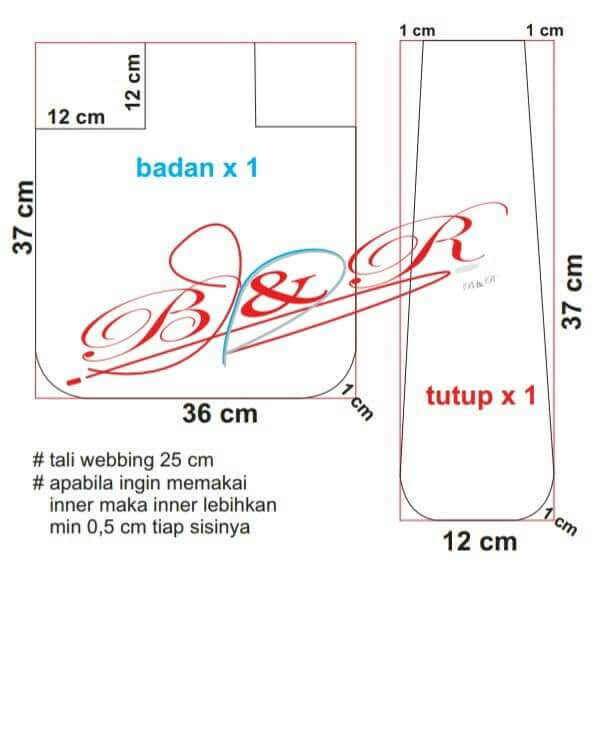 1 cm
1 cm
12 cm
12 cm
badan x 1
37 cm
B & R
37 cm
tutup x 1
1 cm
36 cm
# tali webbing 25 cm
# apabila ingin memakai
inner maka inner lebihkan
min 0,5 cm tiap sisinya
1 cm
12 cm